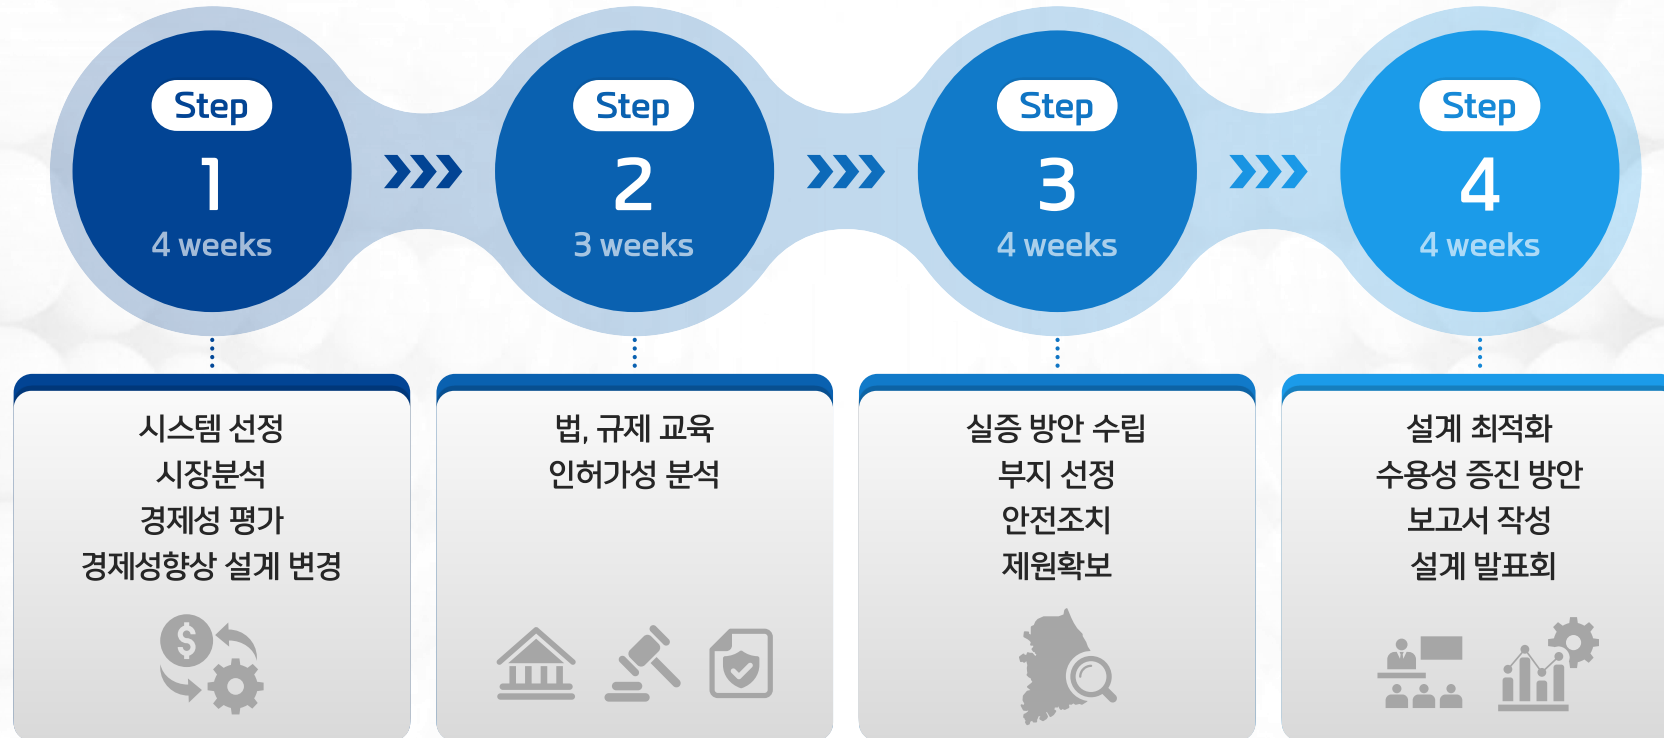 Step
1
4 weeks
Step
2
3 weeks
Step
3
4 weeks
Step
4
4 weeks
시스템 선정
시장분석
경제성 평가
경제성향상 설계 변경
법, 규제 교육
인허가성 분석
실증 방안 수립
부지 선정
안전조치
제원확보
설계 최적화
수용성 증진 방안
보고서 작성
설계 발표회